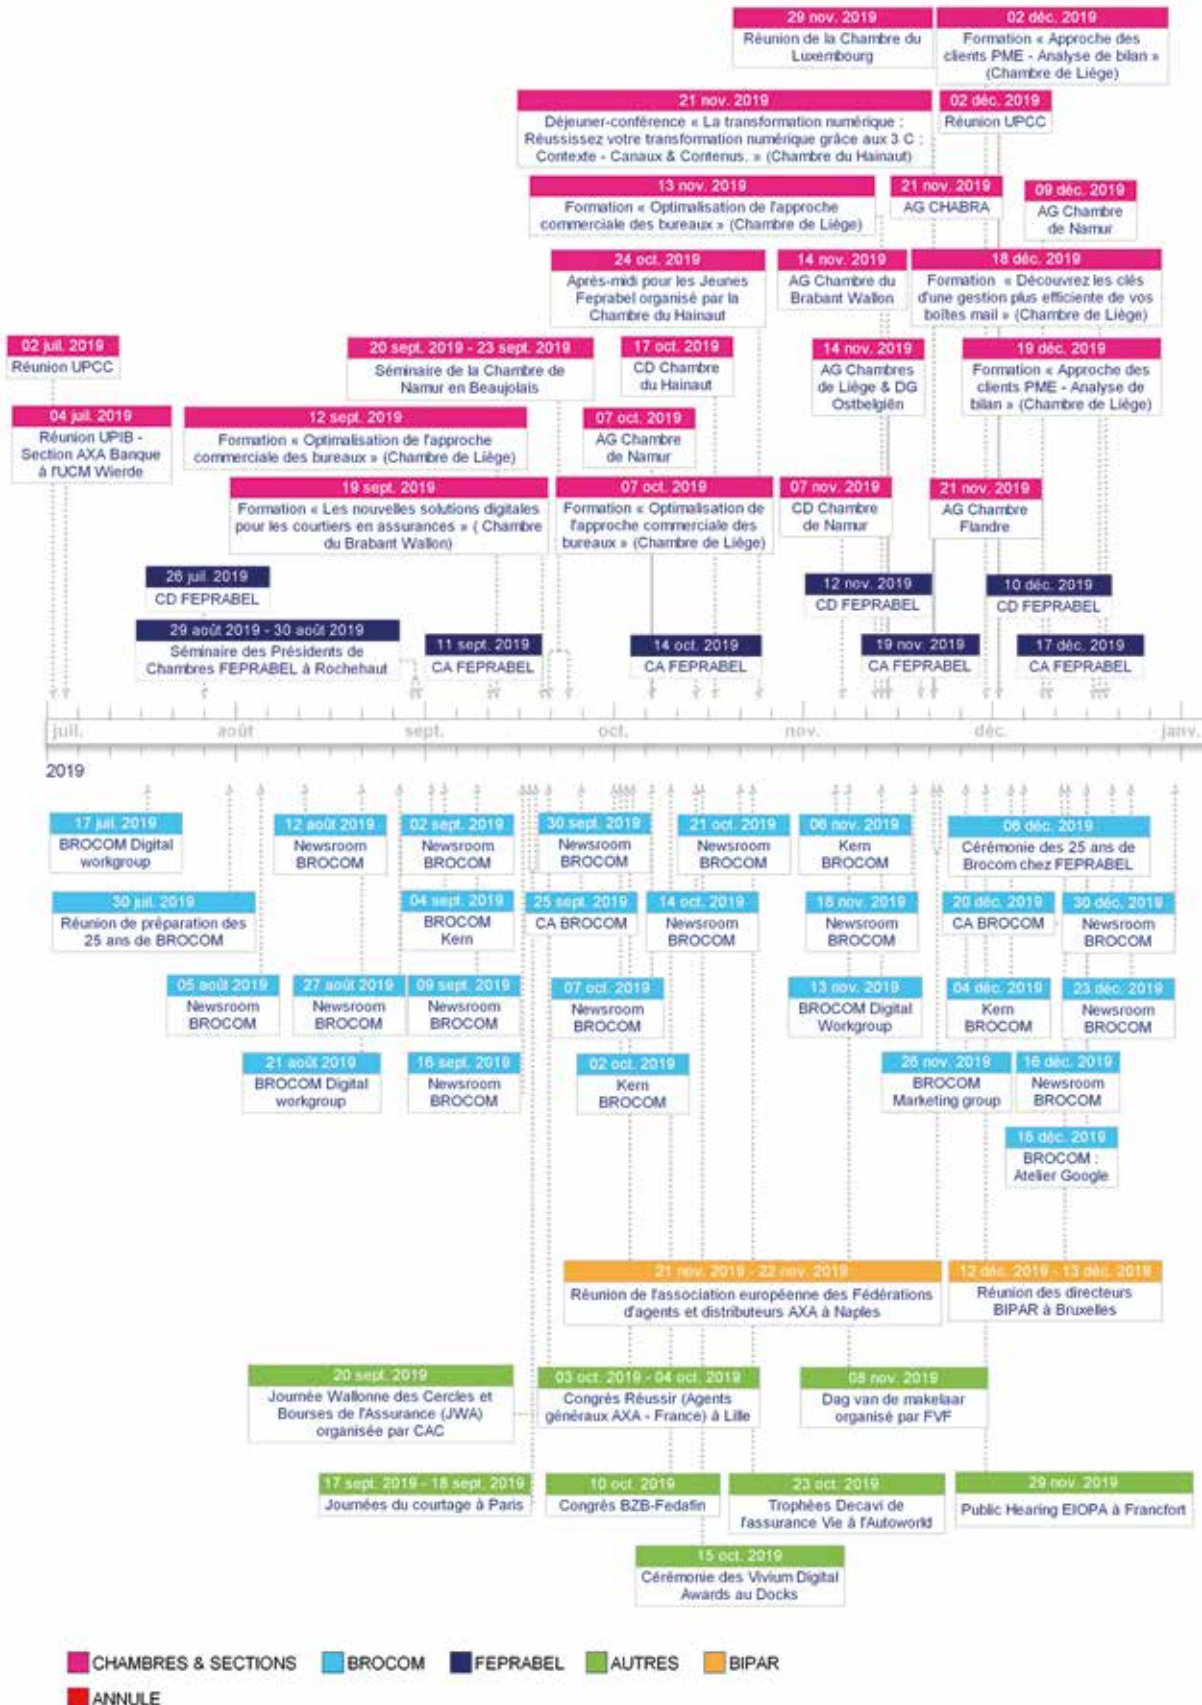 29 nov. 2019
Réunion de la Chambre du
Luxembourg
02 déc. 2019
Formation « Approche des
clients PME - Analyse de bilan »
(Chambre de Liège)
21 nov. 2019
Déjeuner-conférence « La transformation numérique :
Réussissez votre transformation numérique grâce aux 3 C :
Contexte - Canaux & Contenus. » (Chambre du Hainaut)
02 déc. 2019
Réunion UPCC
13 nov. 2019
Formation « Optimalisation de l'approche
commerciale des bureaux » (Chambre de Liège)
21 nov. 2019
AG CHABRA
09 déc. 2019
AG Chambre
de Namur
24 oct. 2019
Après-midi pour les Jeunes
Feprabel organisé par la
Chambre du Hainaut
14 nov. 2019
AG Chambre du
Brabant Wallon
18 déc. 2019
Formation « Découvrez les clés
d'une gestion plus efficiente de vos
boîtes mail » (Chambre de Liège)
02 juil. 2019
Réunion UPCC
20 sept. 2019 - 23 sept. 2019
Séminaire de la Chambre de
Namur en Beaujolais
17 oct. 2019
CD Chambre
du Hainaut
14 nov. 2019
AG Chambres
de Liège & DG
Ostbelgiën
19 déc. 2019
Formation « Approche des
clients PME - Analyse de
bilan » (Chambre de Liège)
04 juil. 2019
Réunion UPIB -
Section AXA Banque
à l'UCM Wierde
12 sept. 2019
Formation « Optimalisation de l'approche
commerciale des bureaux » (Chambre de Liège)
07 oct. 2019
AG Chambre
de Namur
19 sept. 2019
Formation « Les nouvelles solutions digitales
pour les courtiers en assurances » ( Chambre
du Brabant Wallon)
07 oct. 2019
Formation « Optimalisation de
l'approche commerciale des
bureaux » (Chambre de Liège)
07 nov. 2019
CD Chambre
de Namur
21 nov. 2019
AG Chambre
Flandre
26 juil. 2019
CD FEPRABEL
12 nov. 2019
CD FEPRABEL
10 déc. 2019
CD FEPRABEL
29 août 2019 - 30 août 2019
Séminaire des Présidents de
Chambres FEPRABEL à Rochehaut
11 sept. 2019
CA FEPRABEL
14 oct. 2019
CA FEPRABEL
19 nov. 2019
CA FEPRABEL
17 déc. 2019
CA FEPRABEL
juil. août sept. oct. nov. déc. janv.
2019
17 juil. 2019
BROCOM Digital
workgroup
12 août 2019
Newsroom
BROCOM
02 sept. 2019
Newsroom
BROCOM
30 sept. 2019
Newsroom
BROCOM
21 oct. 2019
Newsroom
BROCOM
06 nov. 2019
Kern
BROCOM
06 déc. 2019
Cérémonie des 25 ans de
Brocom chez FEPRABEL
30 juil. 2019
Réunion de préparation des
25 ans de BROCOM
04 sept. 2019
BROCOM
Kern
25 sept. 2019
CA BROCOM
14 oct. 2019
Newsroom
BROCOM
18 nov. 2019
Newsroom
BROCOM
20 déc. 2019
CA BROCOM
30 déc. 2019
Newsroom
BROCOM
05 août 2019
Newsroom
BROCOM
27 août 2019
Newsroom
BROCOM
09 sept. 2019
Newsroom
BROCOM
07 oct. 2019
Newsroom
BROCOM
13 nov. 2019
BROCOM Digital
Workgroup
04 déc. 2019
Kern
BROCOM
23 déc. 2019
Newsroom
BROCOM
21 août 2019
BROCOM Digital
workgroup
16 sept. 2019
Newsroom
BROCOM
02 oct. 2019
Kern
BROCOM
26 nov. 2019
BROCOM
Marketing group
16 déc. 2019
Newsroom
BROCOM
16 déc. 2019
BROCOM :
Atelier Google
21 nov. 2019 - 22 nov. 2019
Réunion de l'association européenne des Fédérations
d'agents et distributeurs AXA à Naples
12 déc. 2019 - 13 déc. 2019
Réunion des directeurs
BIPAR à Bruxelles
20 sept. 2019
Journée Wallonne des Cercles et
Bourses de l'Assurance (JWA)
organisée par CAC
03 oct. 2019 - 04 oct. 2019
Congrès Réussir (Agents
généraux AXA - France) à Lille
08 nov. 2019
Dag van de makelaar
organisé par FVF
17 sept. 2019 - 18 sept. 2019
Journées du courtage à Paris
10 oct. 2019
Congrès BZB-Fedafin
23 oct. 2019
Trophées Decavi de
l'assurance Vie à l'Autoworld
29 nov. 2019
Public Hearing EIOPA à Francfort
15 oct. 2019
Cérémonie des Vivium Digital
Awards au Docks
CHAMBRES & SECTIONS BROCOM FEPRABEL AUTRES BIPAR
ANNULE